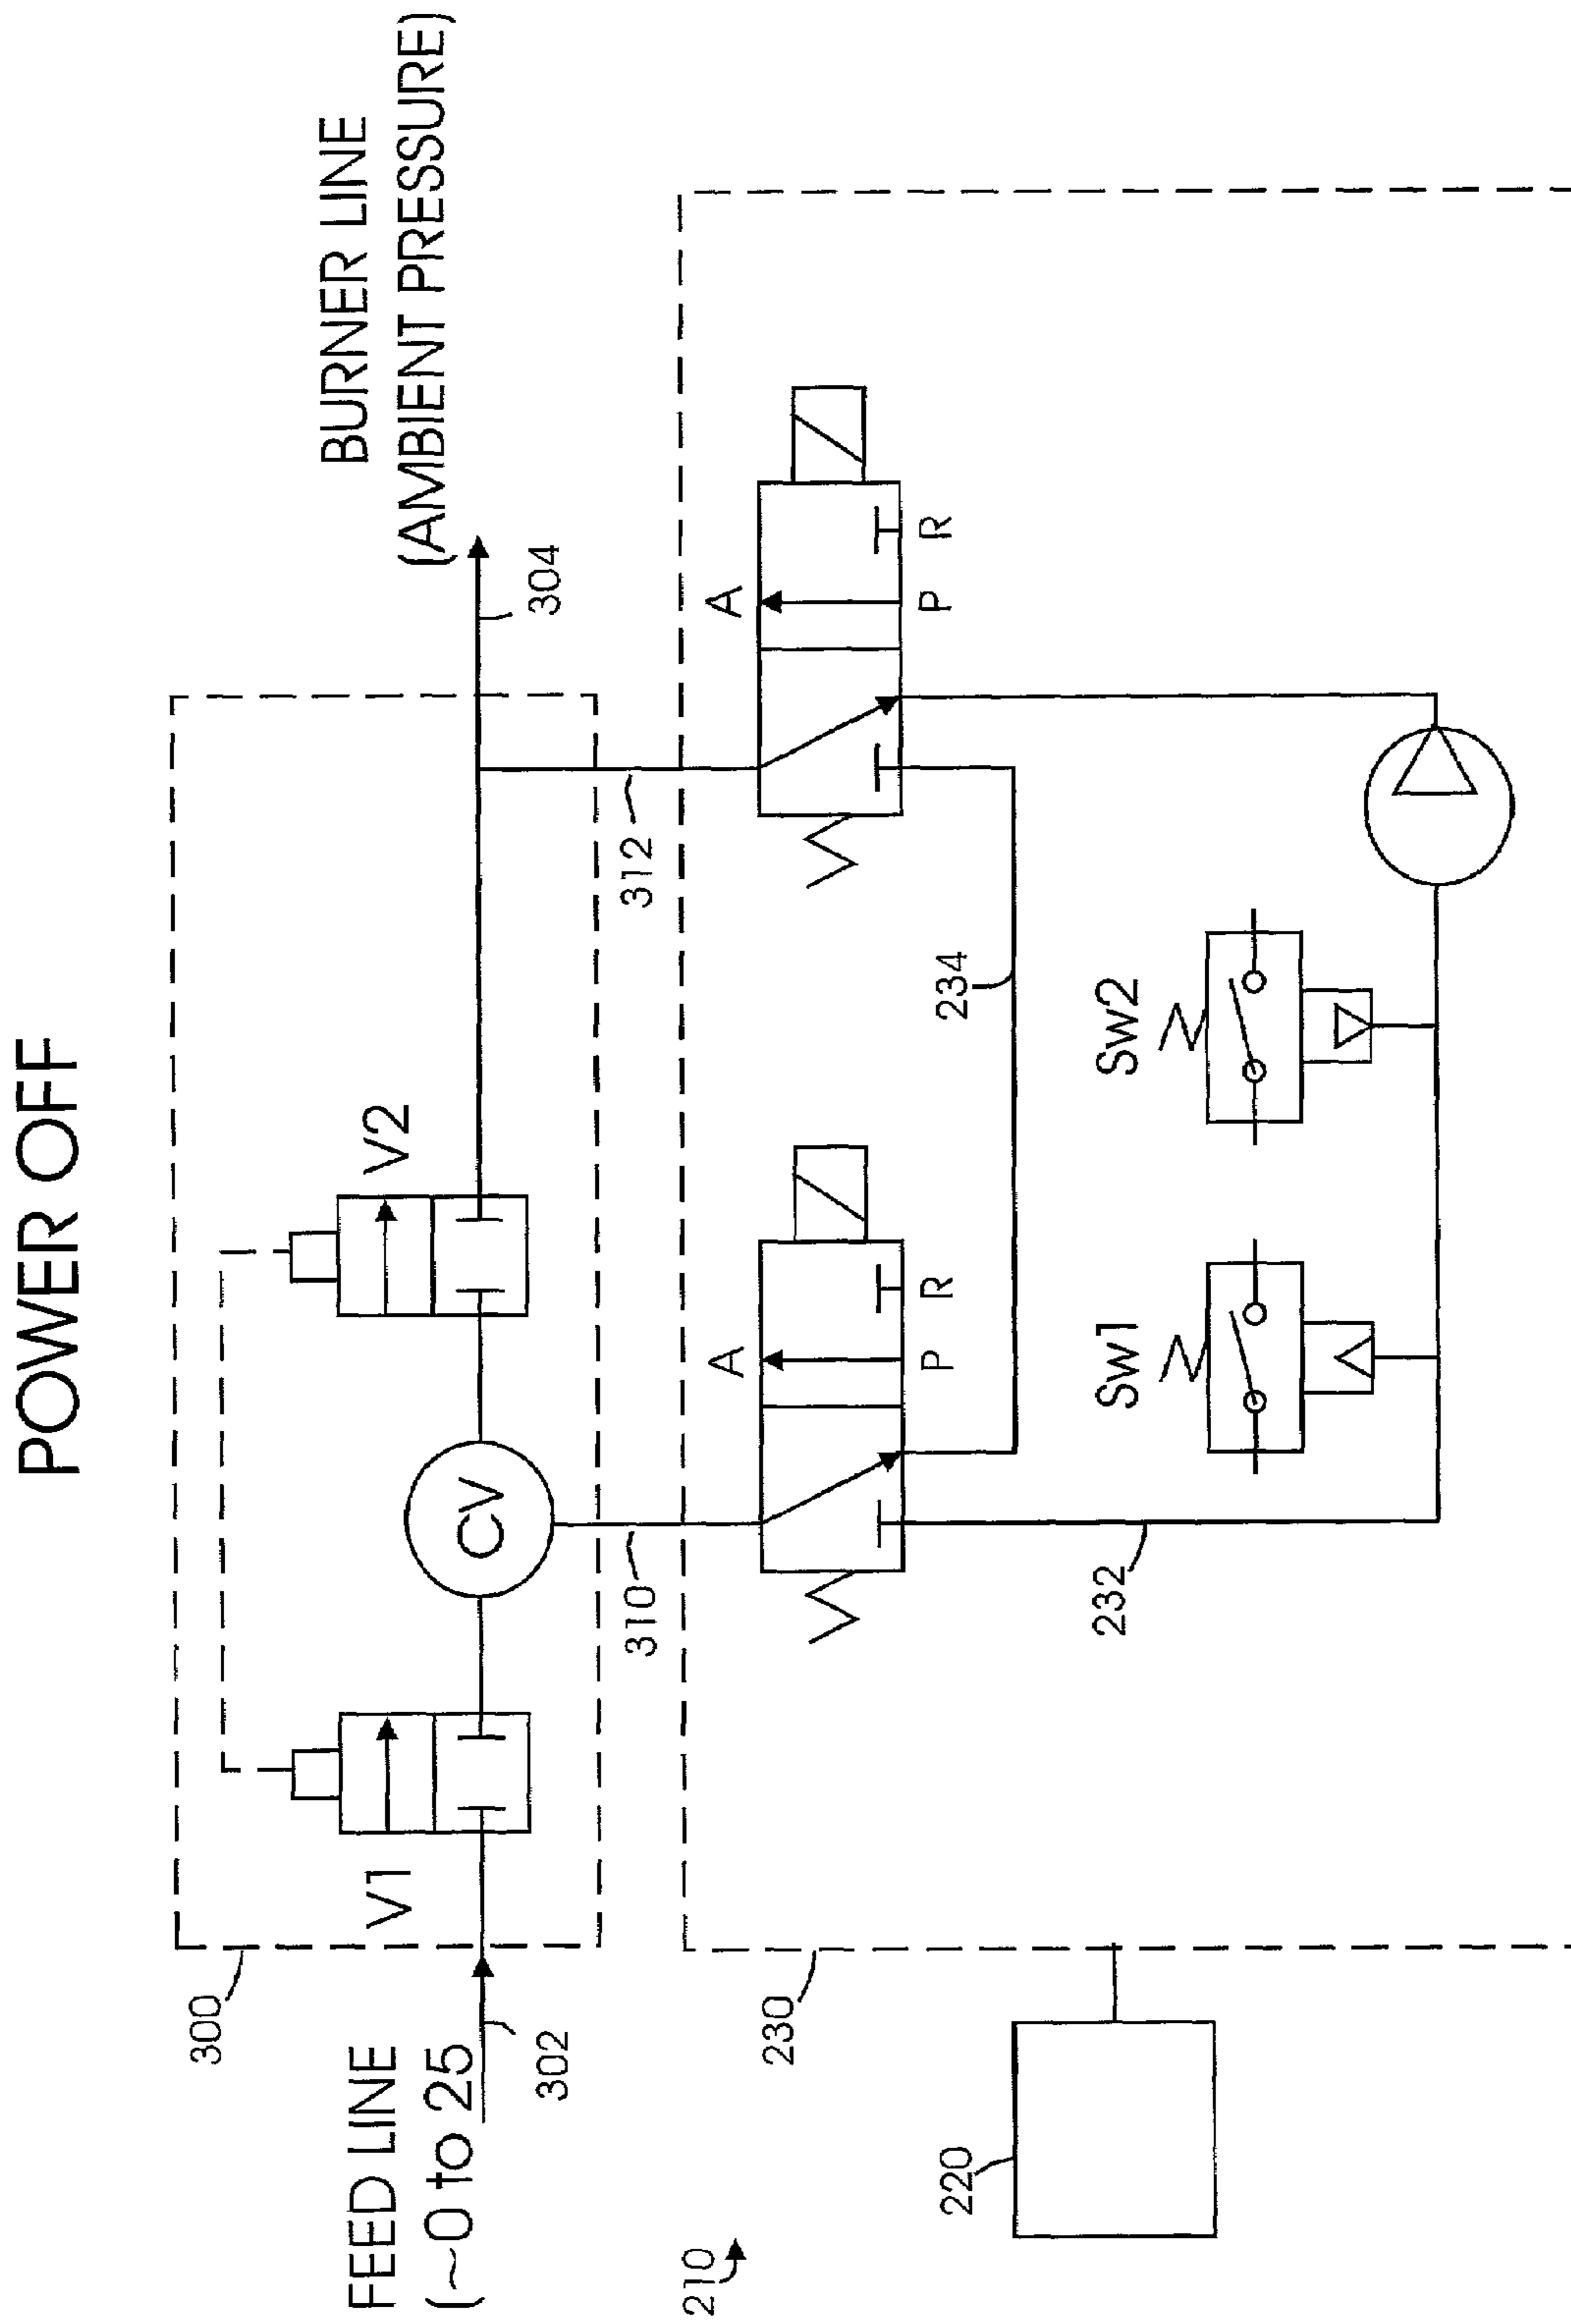 POWER OFF
BURNER LINE
(AMBIENT PRESSURE)
FEED LINE
(~0 to 25
300
V1
V2
CV
302
304
310
312
210
230
A
P
R
A
P
R
234
232
Sw1
Sw2
220